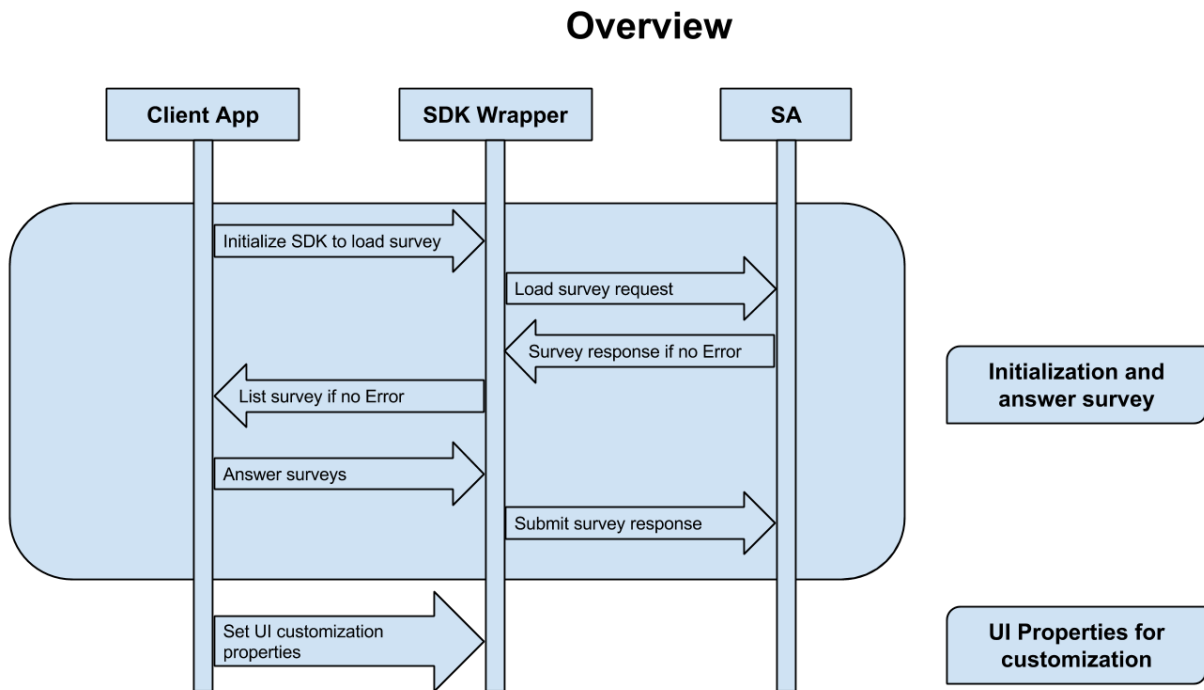 Overview
Client App
SDK Wrapper
SA
Initialize SDK to load survey
Load survey request
Survey response if no Error
List survey if no Error
Answer surveys
Submit survey response
Initialization and
answer survey
Set UI customization
properties
UI Properties for
customization